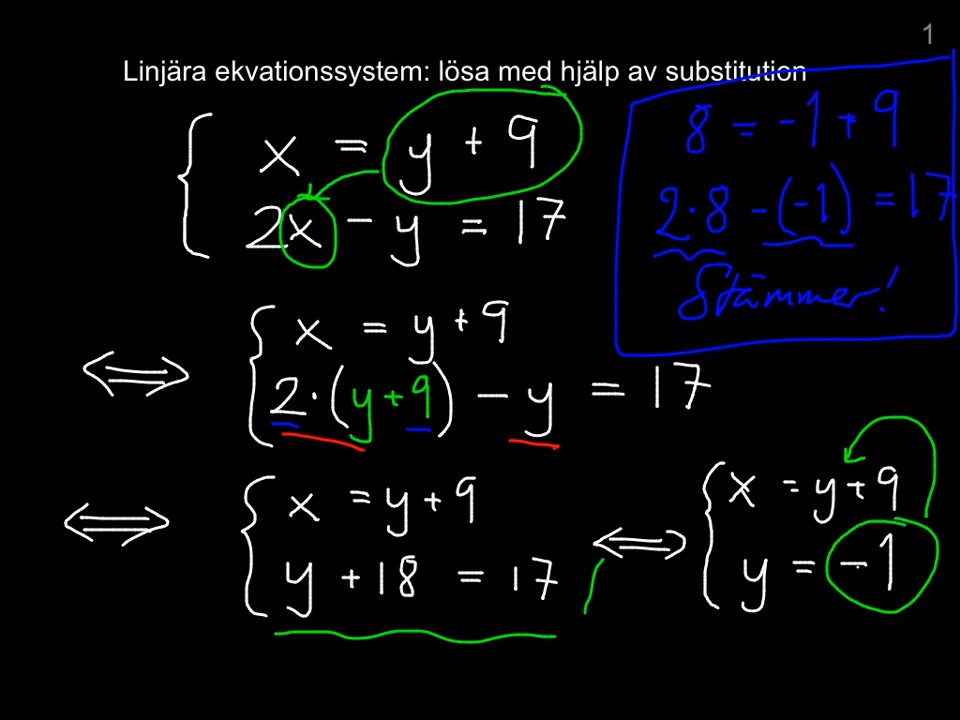 1
Linjära ekvationssystem: lösa med hjälp av substitution
{ x = y + 9
2x - y = 17
8 = -1 + 9
2·8 - (-1) = 17
Stämmer!
⇔ { x = y + 9
2·(y+9) - y = 17
⇔ { x = y + 9
y + 18 = 17
⇔ { x = y + 9
y = -1